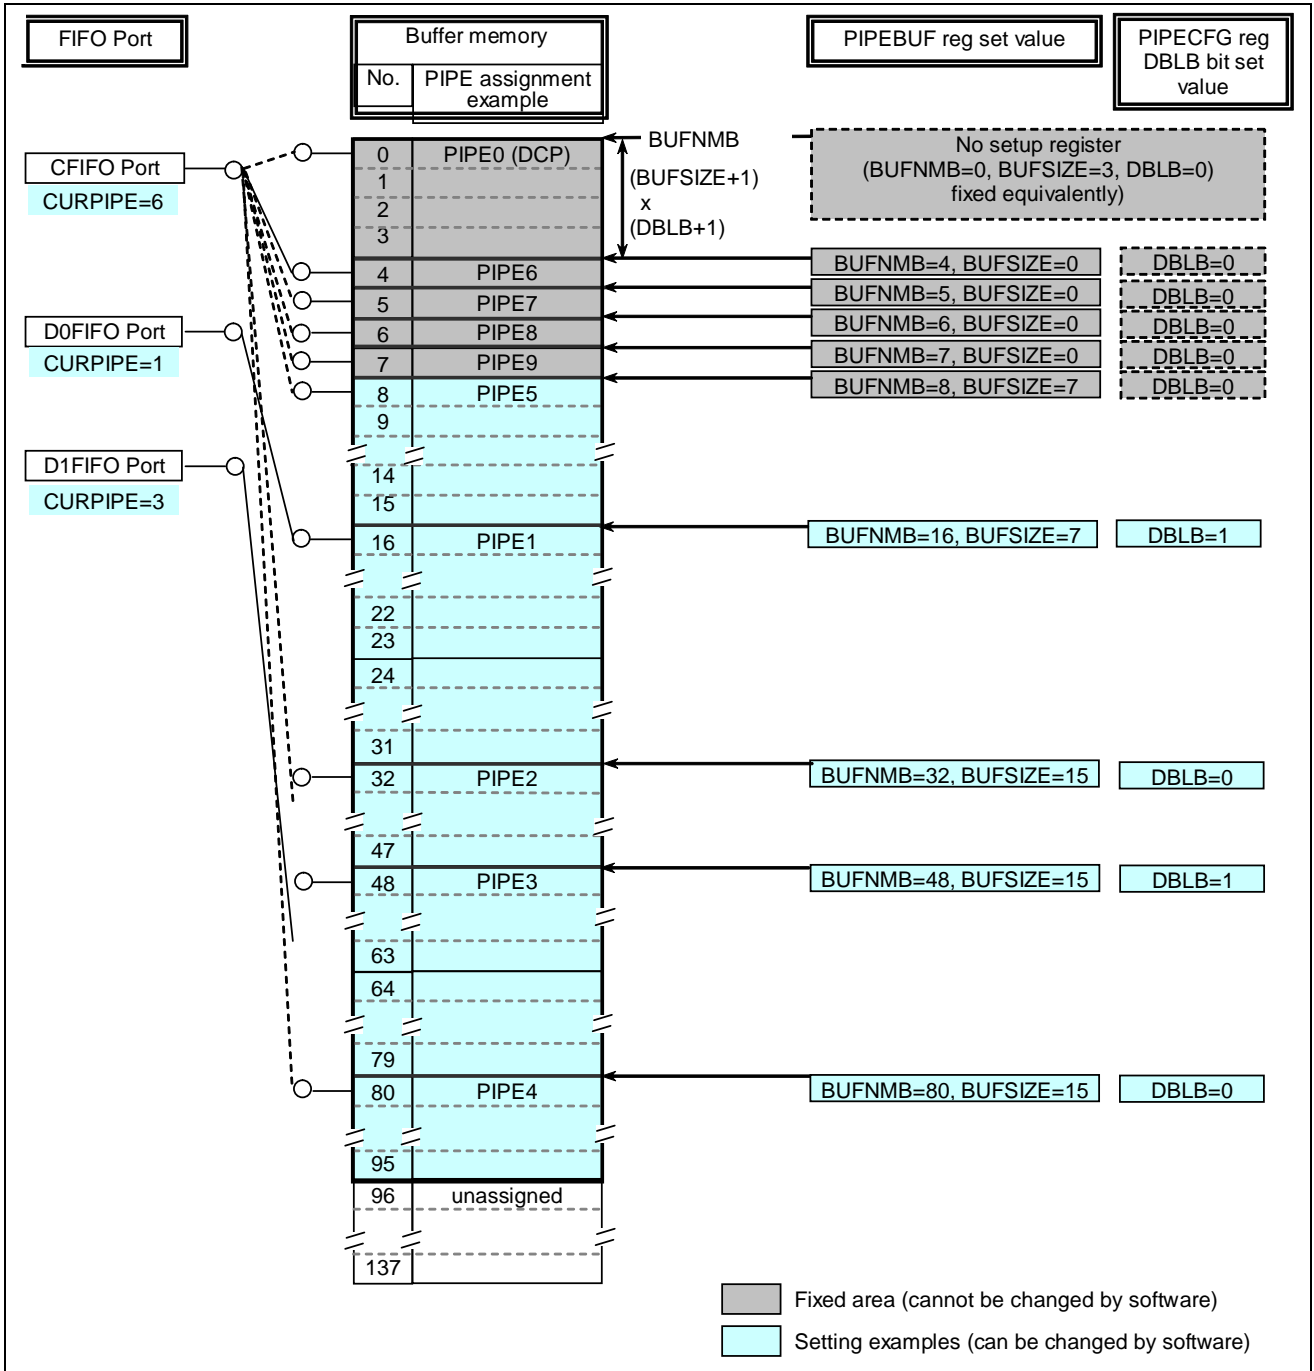 FIFO Port
Buffer memory
No.
PIPE assignment
example
PIPEBUF reg set value
PIPECFG reg
DBLB bit set
value
CFIFO Port
CURPIPE=6
D0FIFO Port
CURPIPE=1
D1FIFO Port
CURPIPE=3
0 PIPE0 (DCP)
1
2
3
4 PIPE6
5 PIPE7
6 PIPE8
7 PIPE9
8 PIPE5
9
14
15
16 PIPE1
22
23
24
31
32 PIPE2
47
48 PIPE3
63
64
79
80 PIPE4
95
96 unassigned
137
BUFNMB
(BUFSIZE+1)
x
(DBLB+1)
No setup register
(BUFNMB=0, BUFSIZE=3, DBLB=0)
fixed equivalently)
BUFNMB=4, BUFSIZE=0 DBLB=0
BUFNMB=5, BUFSIZE=0 DBLB=0
BUFNMB=6, BUFSIZE=0 DBLB=0
BUFNMB=7, BUFSIZE=0 DBLB=0
BUFNMB=8, BUFSIZE=7 DBLB=0
BUFNMB=16, BUFSIZE=7 DBLB=1
BUFNMB=32, BUFSIZE=15 DBLB=0
BUFNMB=48, BUFSIZE=15 DBLB=1
BUFNMB=80, BUFSIZE=15 DBLB=0
Fixed area (cannot be changed by software)
Setting examples (can be changed by software)